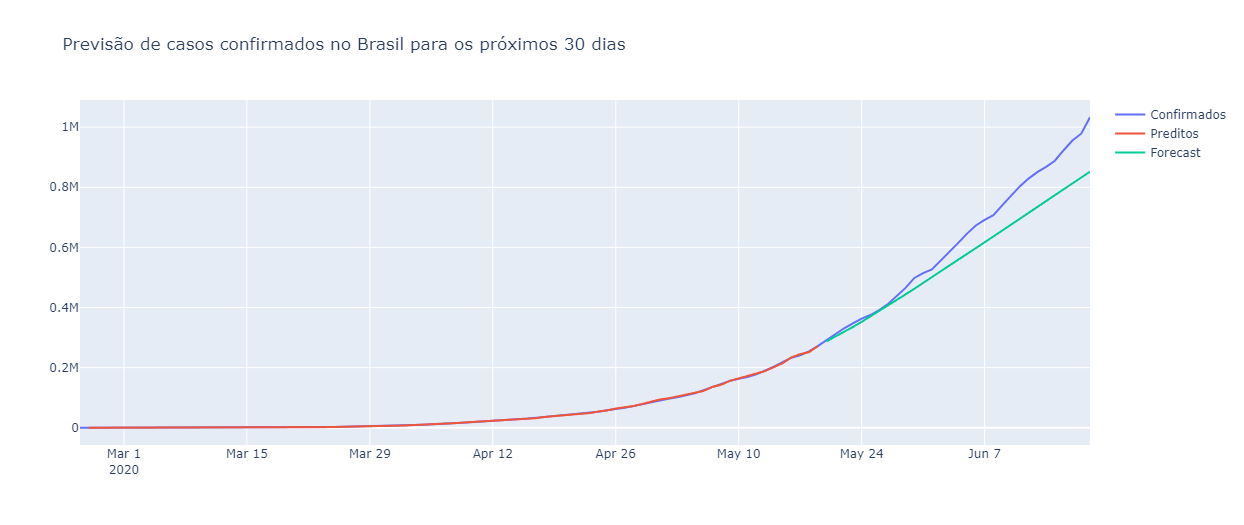 Previsão de casos confirmados no Brasil para os próximos 30 dias
Confirmados
Preditos
Forecast
1M
0.8M
0.6M
0.4M
0.2M
0
Mar 1
2020
Mar 15
Mar 29
Apr 12
Apr 26
May 10
May 24
Jun 7